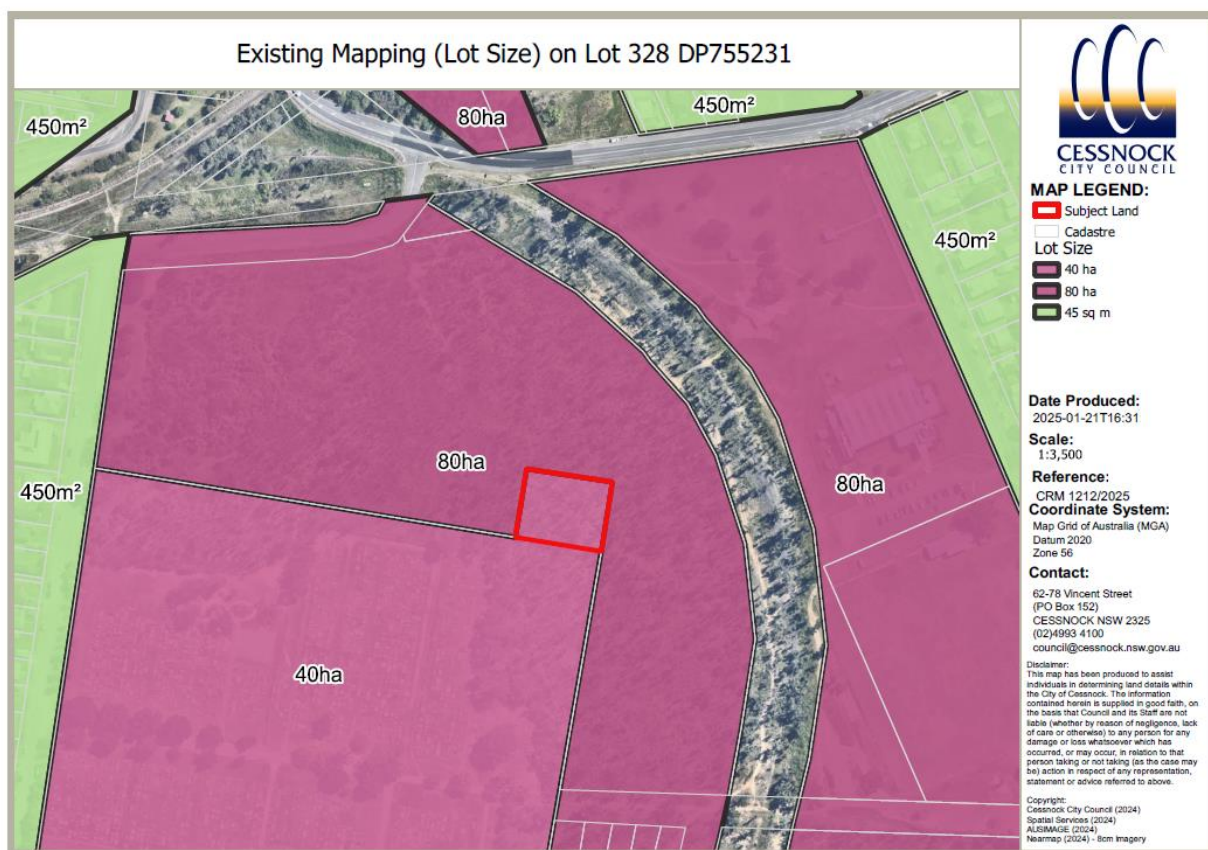 Existing Mapping (Lot Size) on Lot 328 DP755231
450m²
80ha
450m²
450m²
80ha
450m²
80ha
40ha
CESSNOCK
CITY COUNCIL
MAP LEGEND:
Subject Land
Cadastre
Lot Size
40 ha
80 ha
45 sq m
Date Produced:
2025-01-21T16:31
Scale:
1:3,500
Reference:
CRM 1212/2025
Coordinate System:
Map Grid of Australia (MGA)
Datum 2020
Zone 56
Contact:
62-78 Vincent Street
(PO Box 152)
CESSNOCK NSW 2325
(02)4993 4100
council@cessnock.nsw.gov.au
Disclaimer:
This map has been produced to assist
individuals in determining land details within
the City of Cessnock. The information
contained herein is supplied in good faith, on
the basis that Council and its Staff are not
liable (whether by reason of negligence, lack
of care or otherwise) to any person for any
damage or loss whatsoever which has
occurred, or may occur, in relation to that
person taking or not taking (as the case may
be) action in respect of any representation,
statement or advice referred to above.
Copyright:
Cessnock City Council (2024)
Spatial Services (2024)
AUSIMAGE (2024)
Nearmap (2024) - 8cm Imagery